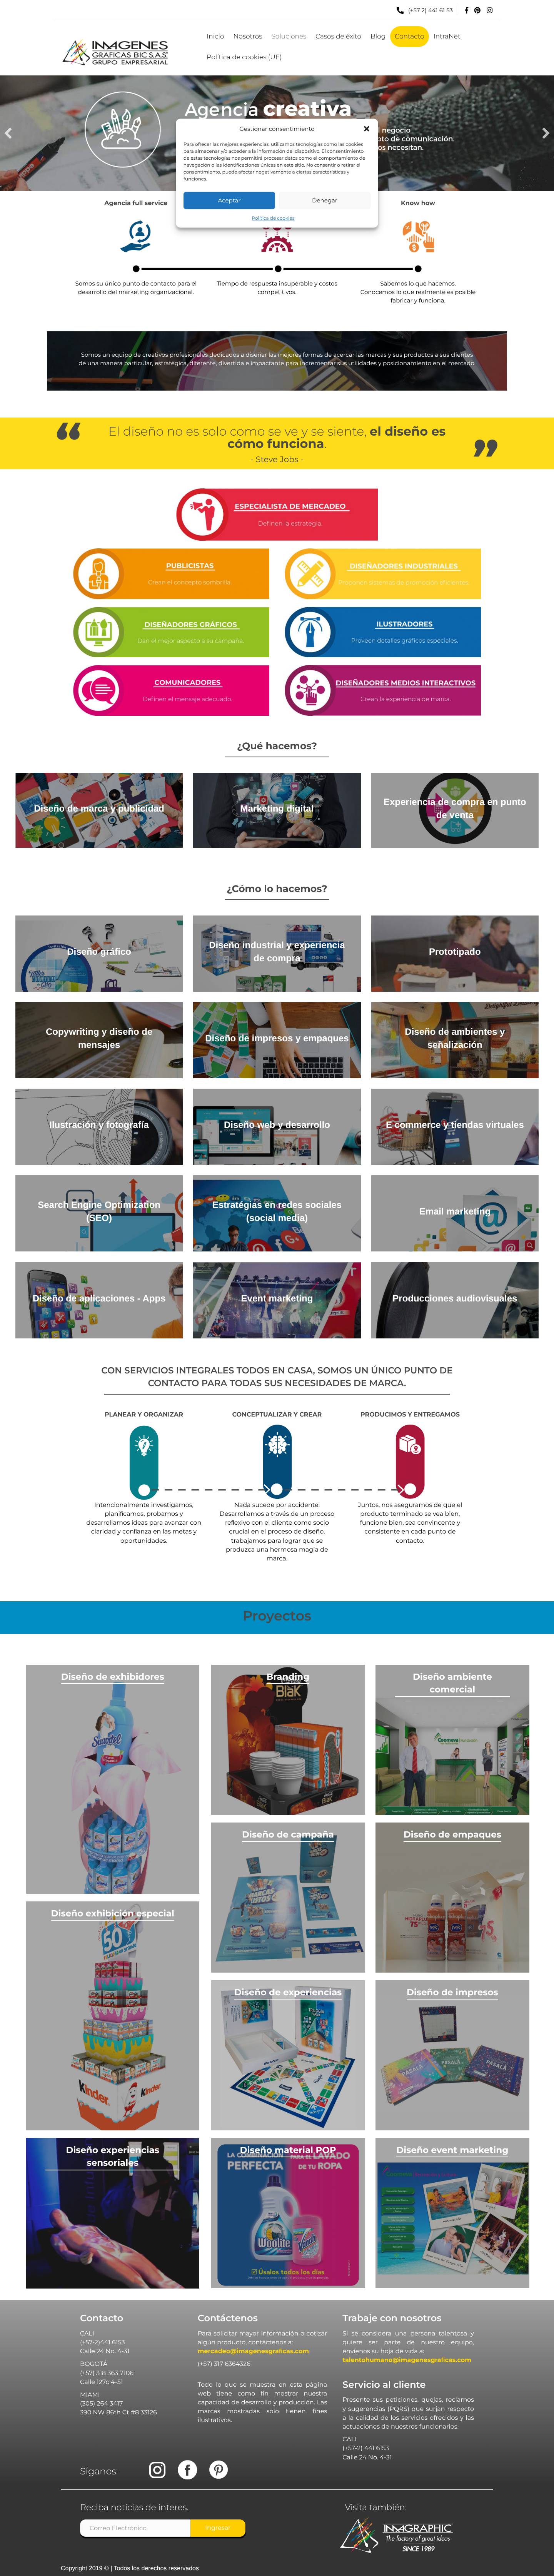 (+57 2) 441 61 53
IMAGENES
GRAFICAS BIC S.A.S
GRUPO EMPRESARIAL
Inicio
Nosotros
Soluciones
Casos de éxito
Blog
Contacto
IntraNet
Política de cookies (UE)
Agencia creativa
negocio
de comunicación.
os necesitan.
Gestionar consentimiento
Para ofrecer las mejores experiencias, utilizamos tecnologías como las cookies
para almacenar y/o acceder a la información del dispositivo. El consentimiento
de estas tecnologías nos permitirá procesar datos como el comportamiento de
navegación o las identificaciones únicas en este sitio. No consentir o retirar el
consentimiento, puede afectar negativamente a ciertas características y
funciones.
Aceptar
Denegar
Política de cookies
Agencia full service
Know how
Somos su único punto de contacto para el
desarrollo del marketing organizacional.
Tiempo de respuesta insuperable y costos
competitivos.
Sabemos lo que hacemos.
Conocemos lo que realmente es posible
fabricar y funciona.
Somos un equipo de creativos profesionales dedicados a diseñar las mejores formas de acercar las marcas y sus productos a sus clientes
de una manera particular, estratégica, diferente, divertida e impactante para incrementar sus utilidades y posicionamiento en el mercado.
El diseño no es solo como se ve y se siente, el diseño es
cómo funciona.
- Steve Jobs -
ESPECIALISTA DE MERCADEO
Definen la estrategia.
PUBLICISTAS
Crean el concepto sombrilla.
DISEÑADORES INDUSTRIALES
DISEÑADORES GRÁFICOS
Dan el mejor aspecto a su campaña.
ILUSTRADORES
Proveen detalles gráficos especiales.
COMUNICADORES
Definen el mensaje adecuado.
DISEÑADORES MEDIOS INTERACTIVOS
Crean la experiencia de marca.
¿Qué hacemos?
Diseño de marca y publicidad
Marketing digital
Experiencia de compra en punto
de venta
¿Cómo lo hacemos?
Diseño gráfico
Diseño industrial y experiencia
de compra
Prototipado
Copywriting y diseño de
mensajes
Diseño de impresos y empaques
Diseño de ambientes y
señalización
Ilustración y fotografía
Diseño web y desarrollo
E commerce y tiendas virtuales
Search Engine Optimization
(SEO)
Estratégias en redes sociales
(social media)
Email marketing
Diseño de aplicaciones - Apps
Event marketing
Producciones audiovisuales
CON SERVICIOS INTEGRALES TODOS EN CASA, SOMOS UN ÚNICO PUNTO DE
CONTACTO PARA TODAS SUS NECESIDADES DE MARCA.
PLANEAR Y ORGANIZAR
CONCEPTUALIZAR Y CREAR
PRODUCIMOS Y ENTREGAMOS
Intencionalmente investigamos,
planificamos, probamos y
desarrollamos ideas para avanzar con
claridad y confianza en las metas y
oportunidades.
Nada sucede por accidente.
Desarrollamos a través de un proceso
reflexivo con el cliente como socio
crucial en el proceso de diseño,
trabajamos para lograr que se
produzca una hermosa magia de
marca.
Juntos, nos aseguramos de que el
producto terminado se vea bien,
funcione bien, sea convincente y
consistente en cada punto de
contacto.
Proyectos
Diseño de exhibidores
Suavitel
Branding
BlaK
Diseño ambiente
comercial
Coomeva
Diseño de campaña
Diseño de empaques
Diseño exhibición especial
50
Kinder
Kinder
Diseño de experiencias
Diseño de impresos
PÁSALA
PÁSALA
Diseño experiencias
sensoriales
Diseño material POP
PERFECTA
LAVADO
DE TU ROPA
Woolite
Vanish
Úsalos todos los días
Diseño event marketing
Contacto
CALI
(+57-2)441 6153
Calle 24 No. 4-31
BOGOTÁ
(+57) 318 363 7106
Calle 127c 4-51
MIAMI
(305) 264 3417
390 NW 86th Ct #8 33126
Contáctenos
Para solicitar mayor información o cotizar
algún producto, contáctenos a:
mercadeo@imagenesgraficas.com
(+57) 317 6364326
Todo lo que se muestra en esta página
web tiene como fin mostrar nuestra
capacidad de desarrollo y producción. Las
marcas mostradas solo tienen fines
ilustrativos.
Trabaje con nosotros
Si se considera una persona talentosa y
quiere ser parte de nuestro equipo,
envíenos su hoja de vida a:
talentohumano@imagenesgraficas.com
Servicio al cliente
Presente sus peticiones, quejas, reclamos
y sugerencias (PQRS) que surjan respecto
a la calidad de los servicios ofrecidos y las
actuaciones de nuestros funcionarios.
CALI
(+57-2) 441 6153
Calle 24 No. 4-31
Síganos:
Reciba noticias de interes.
Correo Electrónico
Ingresar
Visita también:
IMAGRAPHIC
The factory of great ideas
SINCE 1989
Copyright 2019 © | Todos los derechos reservados